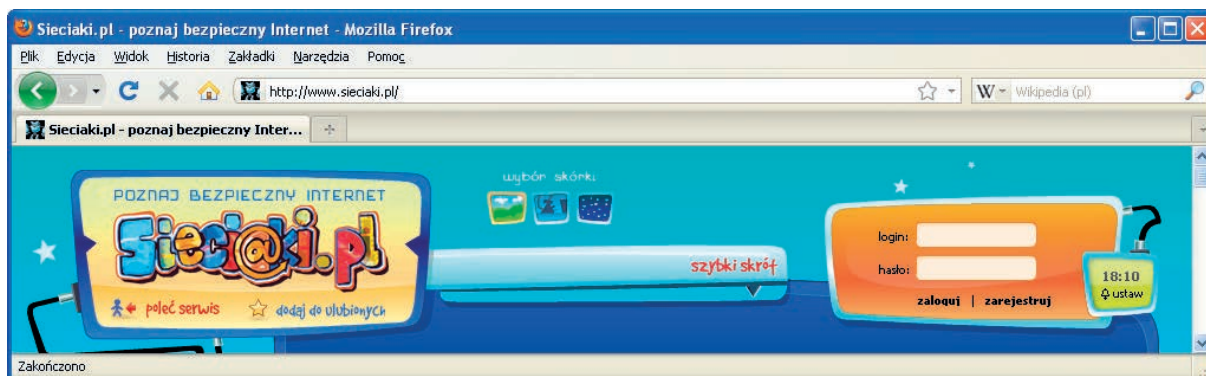 Sieciaki.pl - poznaj bezpieczny Internet - Mozilla Firefox
Plik Edycja Widok Historia Zakładki Narzędzia Pomoc
http://www.sieciaki.pl/
W Wikipedia (pl)
Sieciaki.pl - poznaj bezpieczny Inter...
wybór skórki
POZNAJ BEZPIECZNY INTERNET
Sieci@ki.pl
login:
szybki skrót
hasło:
18:10
ustaw
poleć serwis dodaj do ulubionych
zaloguj | zarejestruj
Zakończono